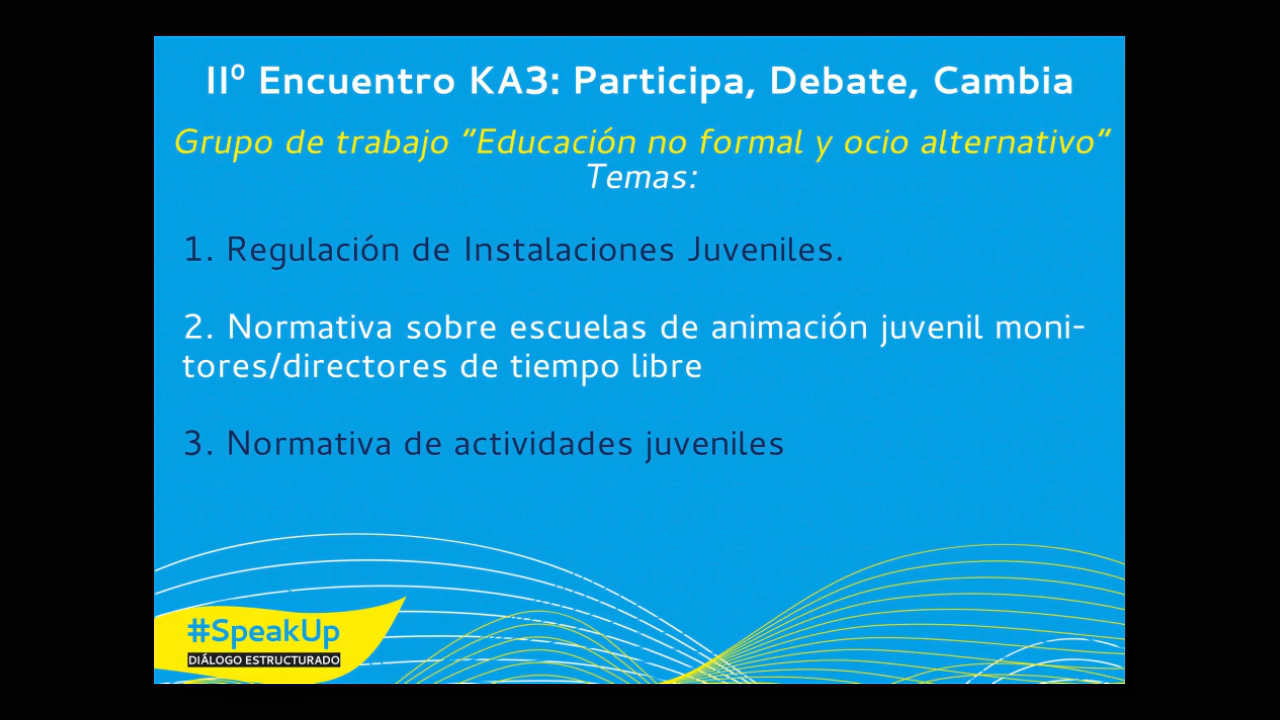 IIº Encuentro KA3: Participa, Debate, Cambia
Grupo de trabajo “Educación no formal y ocio alternativo”
Temas:
1. Regulación de Instalaciones Juveniles.
2. Normativa sobre escuelas de animación juvenil moni-
tores/directores de tiempo libre
3. Normativa de actividades juveniles
#SpeakUp
DIÁLOGO ESTRUCTURADO